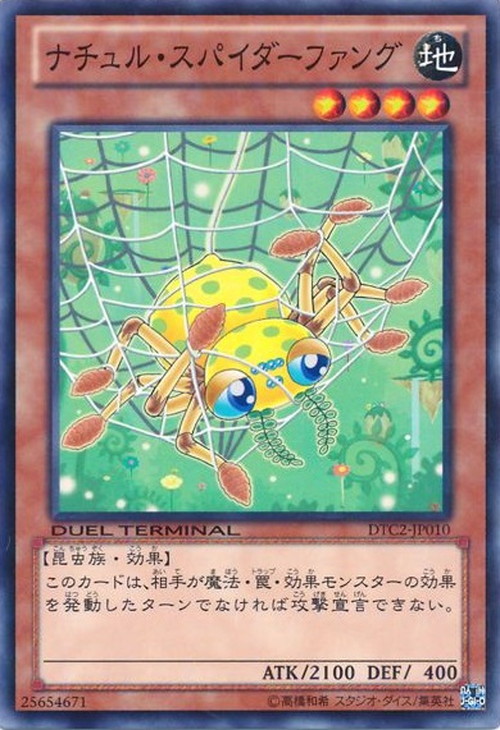 ナチュル・スパイダーファング
地
DUEL TERMINAL
DTC2-JP010
【昆虫族・効果】
このカードは、相手が魔法・罠・効果モンスターの効果
を発動したターンでなければ攻撃宣言できない。
ATK/2100 DEF/ 400
25654671
©高橋和希 スタジオ・ダイス/集英社